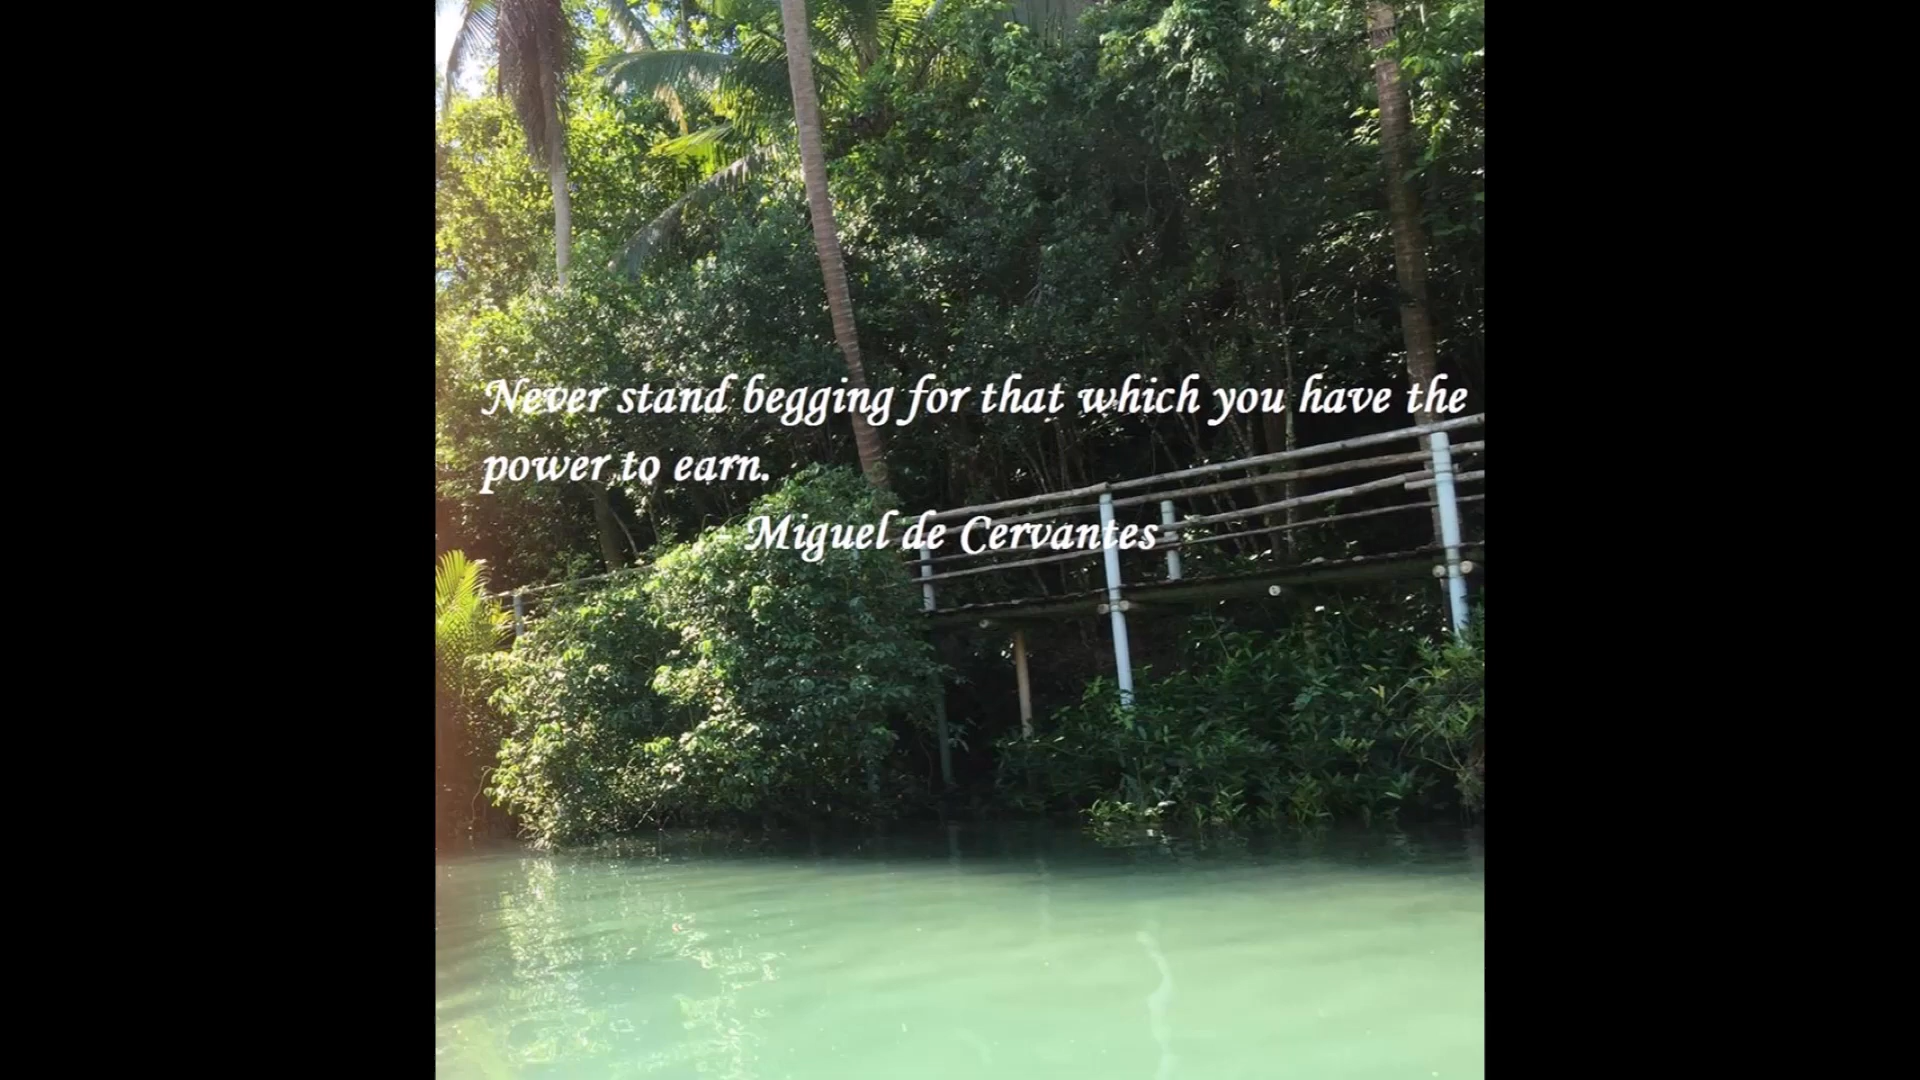 Never stand begging for that which you have the
power to earn.
- Miguel de Cervantes